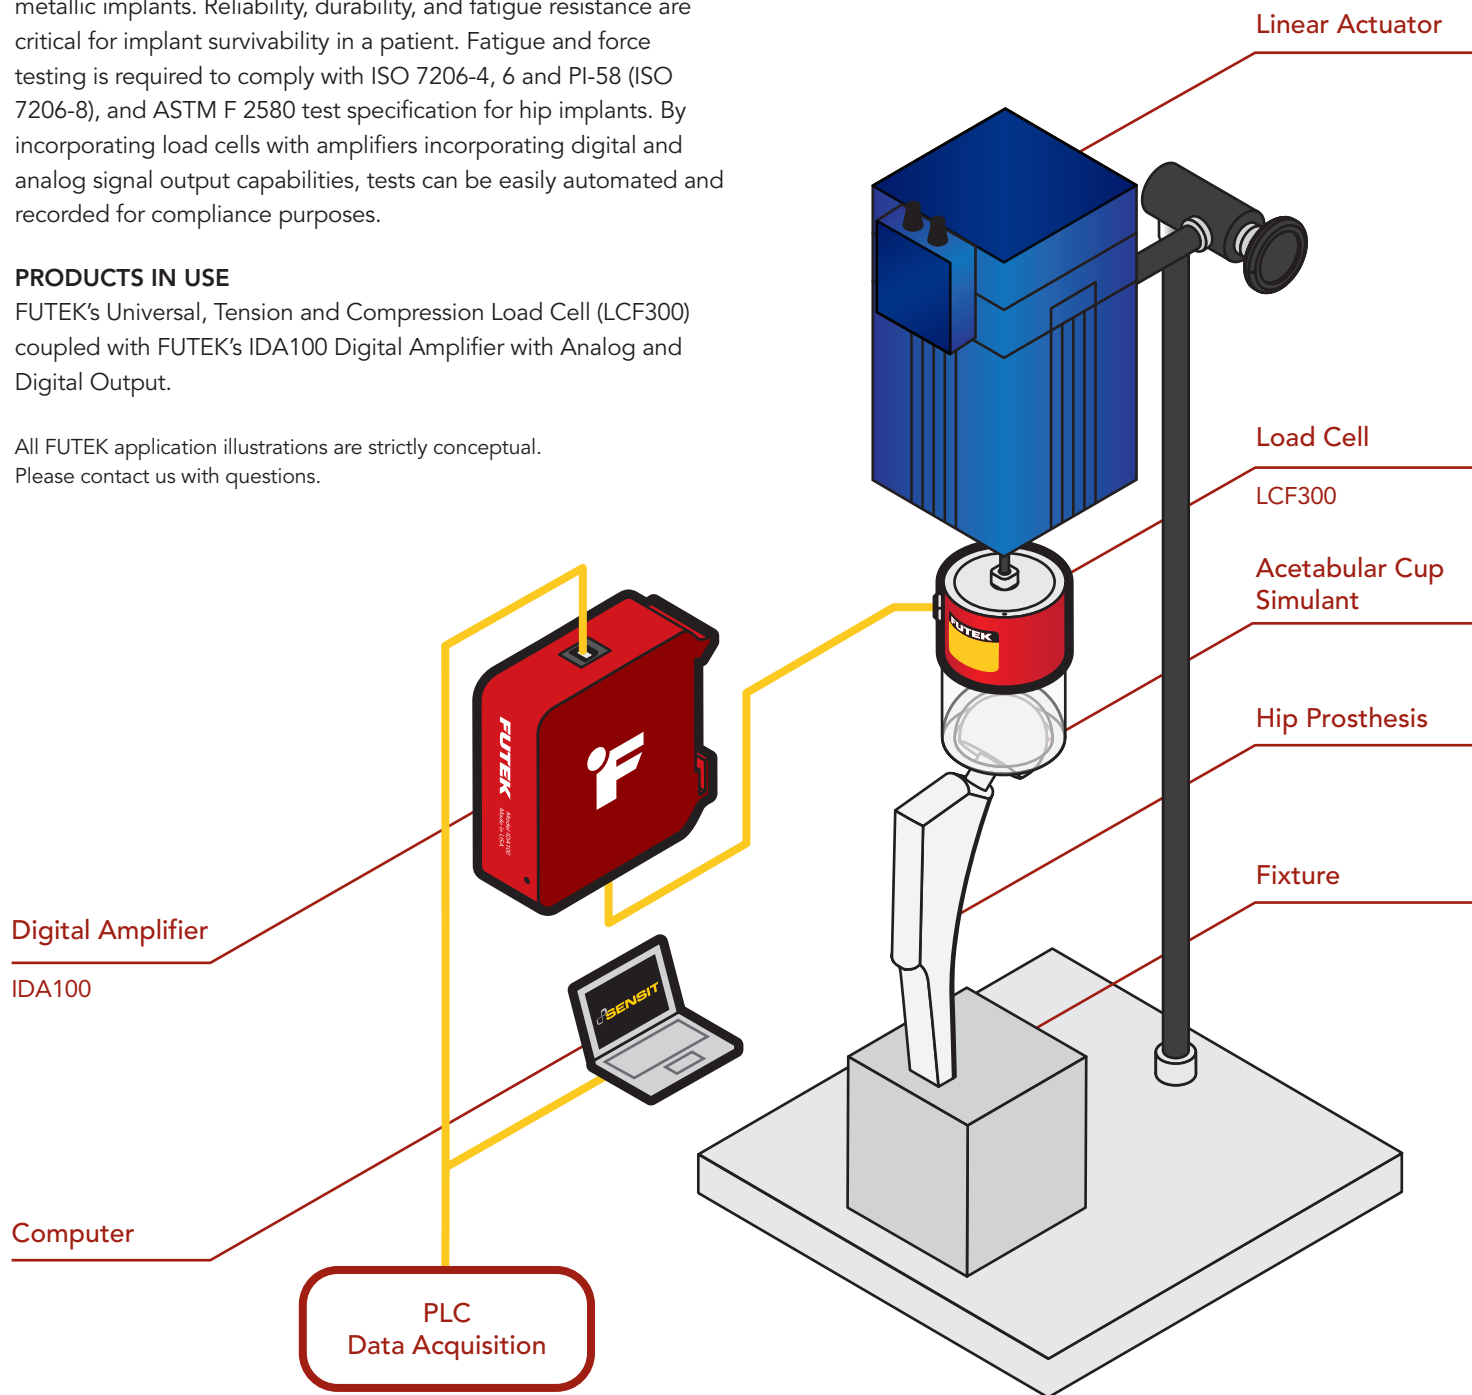 metallic implants. Reliability, durability, and fatigue resistance are
critical for implant survivability in a patient. Fatigue and force
testing is required to comply with ISO 7206-4, 6 and PI-58 (ISO
7206-8), and ASTM F 2580 test specification for hip implants. By
incorporating load cells with amplifiers incorporating digital and
analog signal output capabilities, tests can be easily automated and
recorded for compliance purposes.
PRODUCTS IN USE
FUTEK’s Universal, Tension and Compression Load Cell (LCF300)
coupled with FUTEK’s IDA100 Digital Amplifier with Analog and
Digital Output.
All FUTEK application illustrations are strictly conceptual.
Please contact us with questions.
Linear Actuator
Load Cell
LCF300
Acetabular Cup
Simulant
Hip Prosthesis
Fixture
FUTEK
FUTEK
Model IDA100
Made in USA
Digital Amplifier
IDA100
SENSIT
Computer
PLC
Data Acquisition